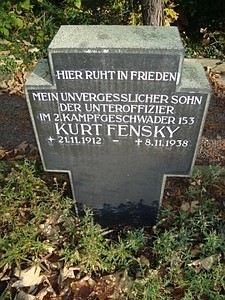 HIER RUHT IN FRIEDEN
MEIN UNVERGESSLICHER SOHN
DER UNTEROFFIZIER
IM 2. KAMPFGESCHWADER 153
KURT FENSKY
+ 21.11.1912 - + 8.11.1938